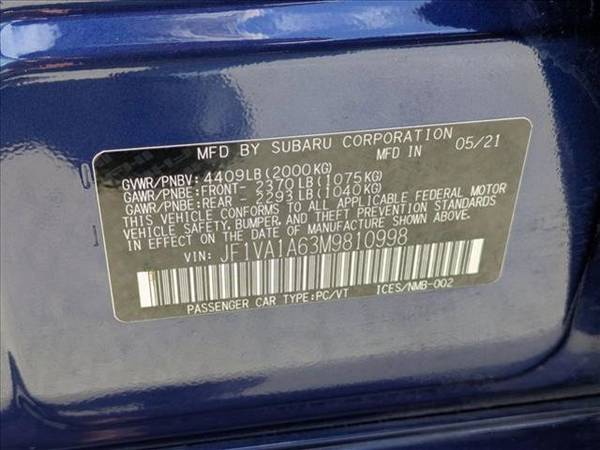 MFD BY SUBARU CORPORATION 05/21
GVWR/PNBV: 4409LB(2000KG)
GAWR/PNBE:FRONT- 2370LB(1075KG)
GAWR/PNBE:REAR - 2293LB(1040KG)
THIS VEHICLE CONFORMS TO ALL APPLICABLE FEDERAL MOTOR
VEHICLE SAFETY, BUMPER, AND THEFT PREVENTION STANDARDS
IN EFFECT ON THE DATE OF MANUFACTURE SHOWN ABOVE.
VIN: JF1VA1A63M9810998
PASSENGER CAR TYPE:PC/VT ICES/NMB-002